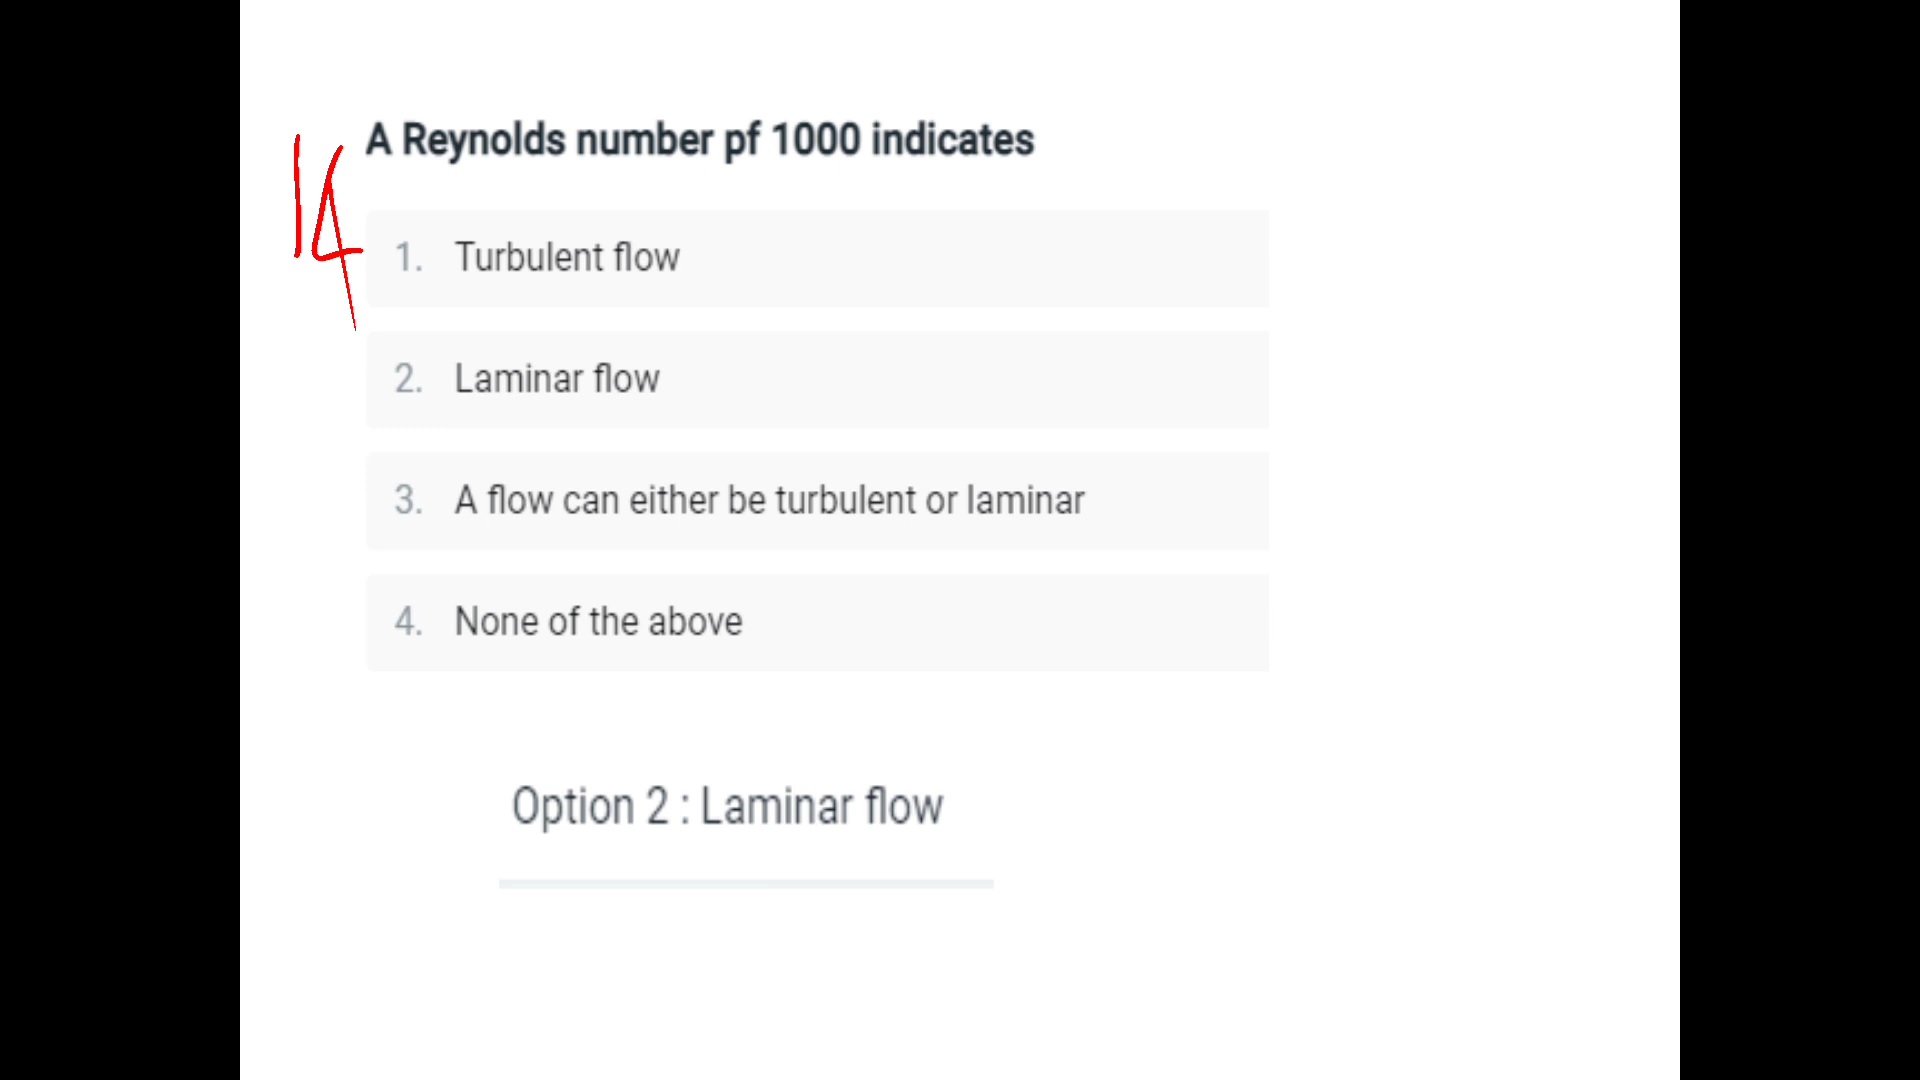 A Reynolds number pf 1000 indicates
14
1. Turbulent flow
2. Laminar flow
3. A flow can either be turbulent or laminar
4. None of the above
Option 2 : Laminar flow